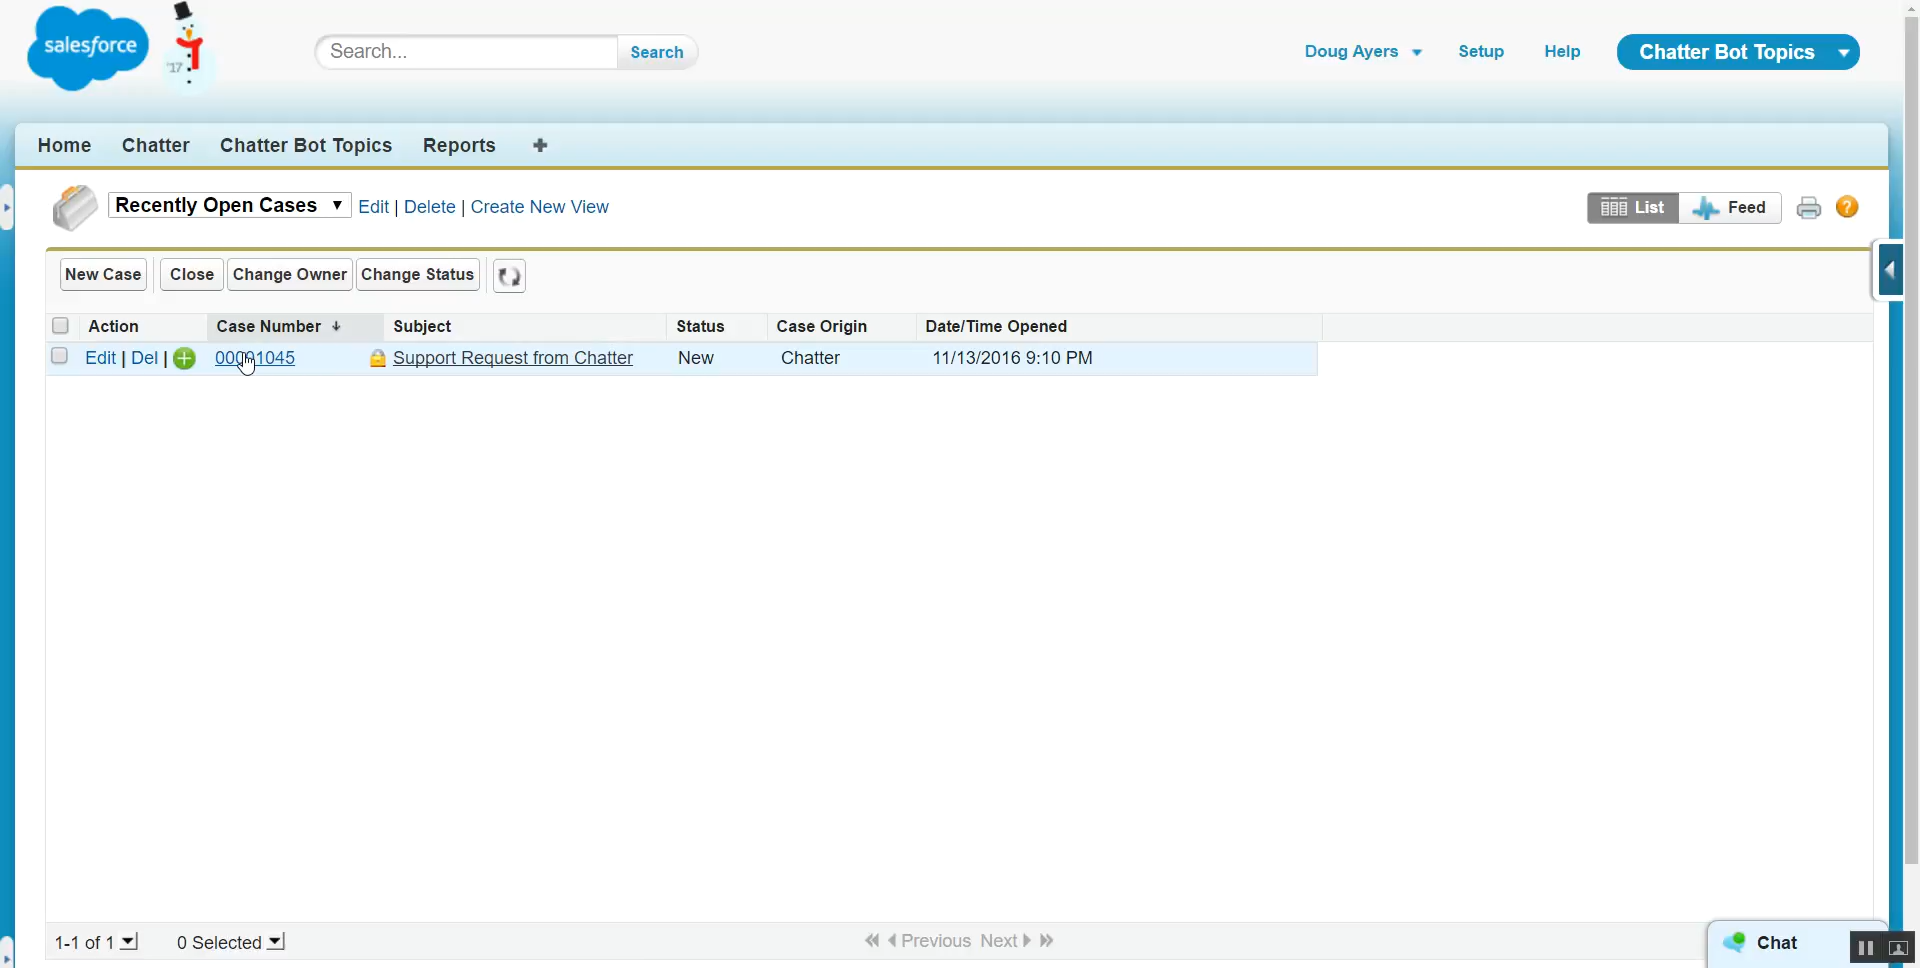 salesforce
'17
Search...
Search
Doug Ayers
Setup
Help
Chatter Bot Topics
Home
Chatter
Chatter Bot Topics
Reports
Recently Open Cases
Edit | Delete | Create New View
List
Feed
?
New Case
Close
Change Owner
Change Status
Action
Case Number
Subject
Status
Case Origin
Date/Time Opened
Edit | Del |
00001045
Support Request from Chatter
New
Chatter
11/13/2016 9:10 PM
1-1 of 1
0 Selected
Previous
Next
Chat